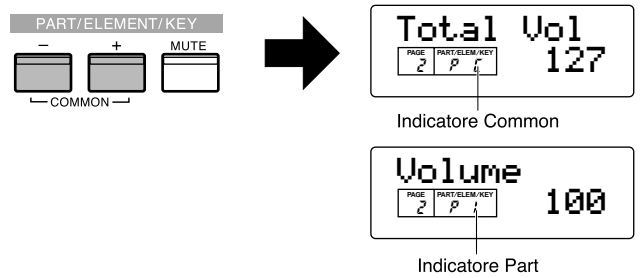 PART/ELEMENT/KEY
– + MUTE
COMMON
Total Vol
PAGE PART/ELEM/KEY
2 P C 127
Indicatore Common
Volume
PAGE PART/ELEM/KEY
2 P 1 100
Indicatore Part